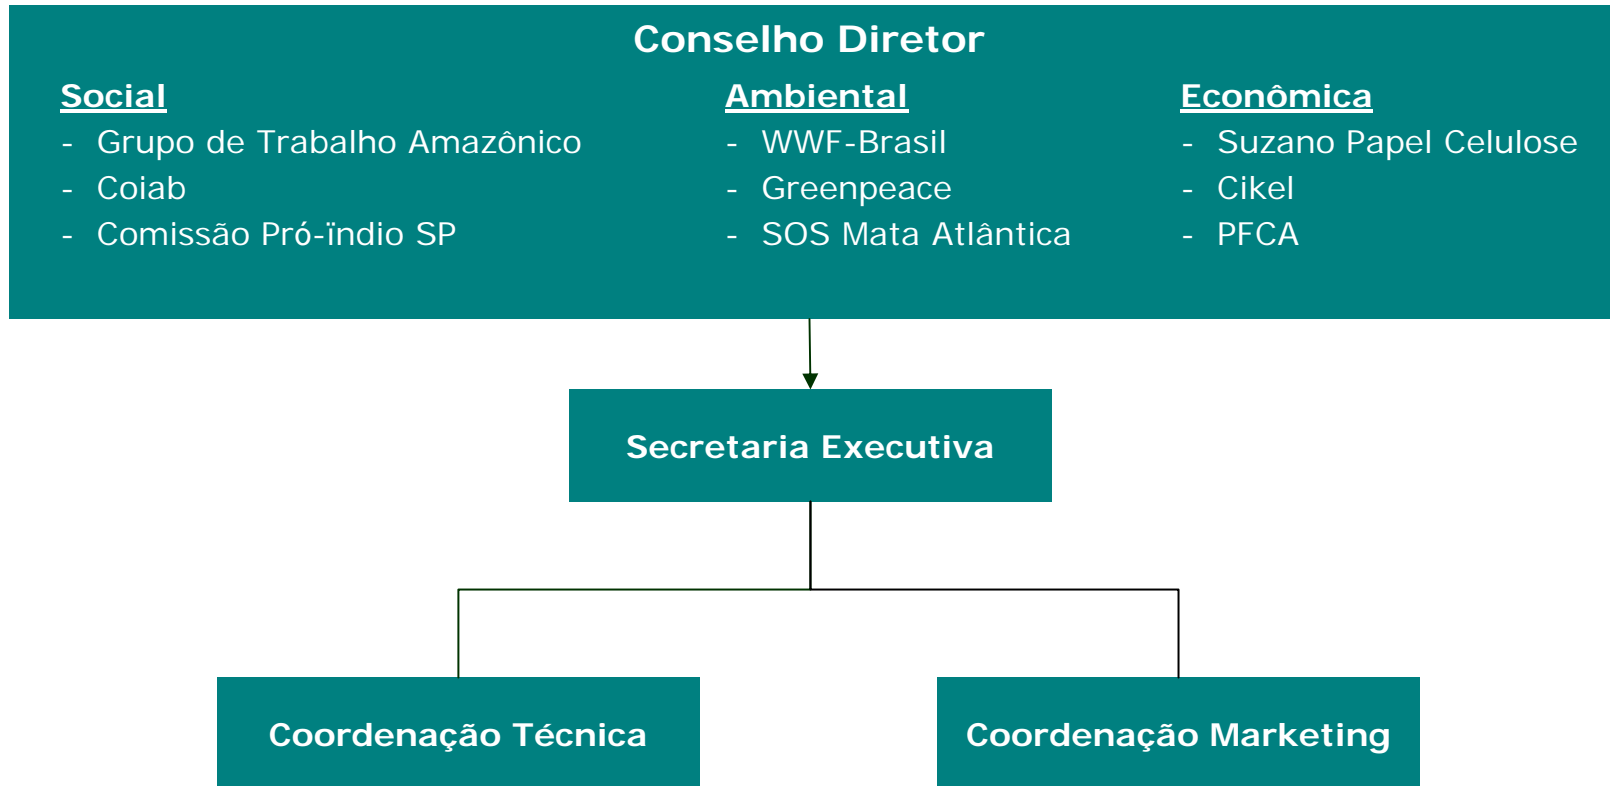 Conselho Diretor
Social
- Grupo de Trabalho Amazônico
- Coiab
- Comissão Pró-ïndio SP
Ambiental
- WWF-Brasil
- Greenpeace
- SOS Mata Atlântica
Econômica
- Suzano Papel Celulose
- Cikel
- PFCA
Secretaria Executiva
Coordenação Técnica
Coordenação Marketing